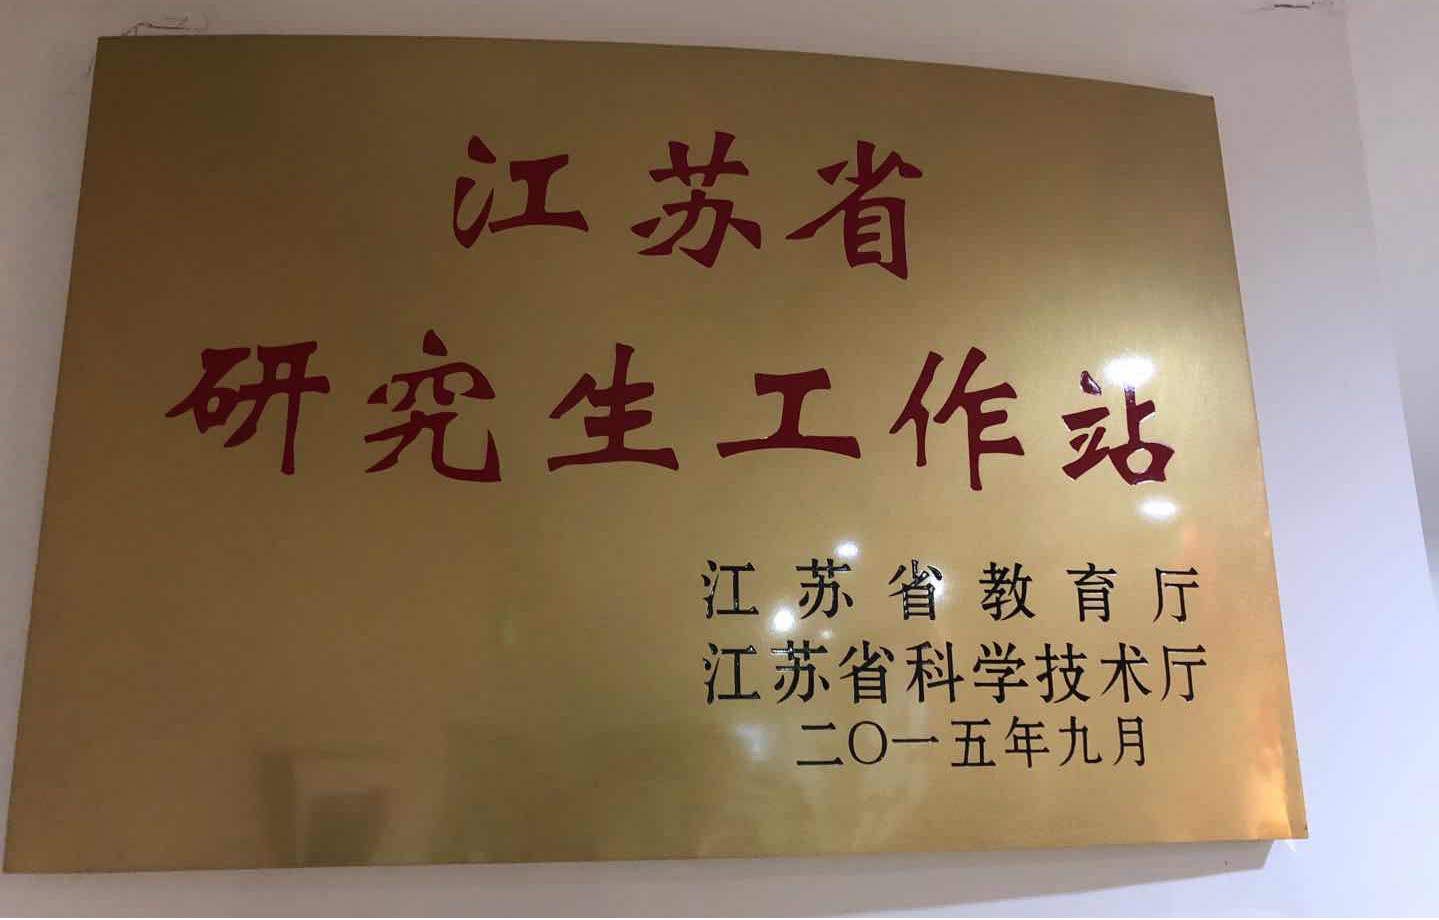 江苏省
研究生工作站
江苏省教育厅
江苏省科学技术厅
二〇一五年九月